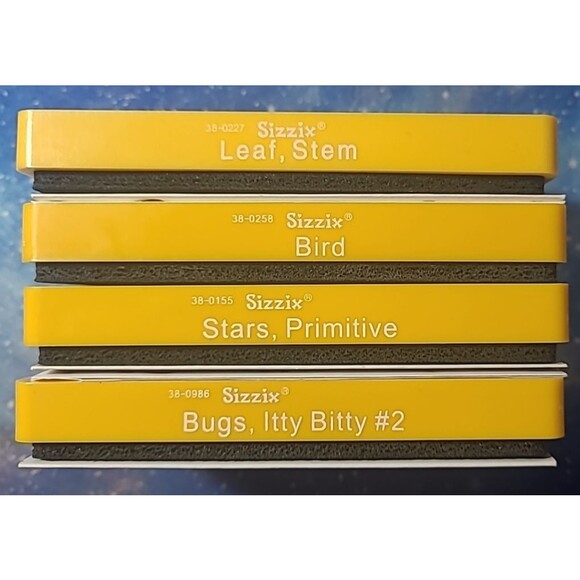 38-0227 Sizzix®
Leaf, Stem
38-0258 Sizzix®
Bird
38-0155 Sizzix®
Stars, Primitive
38-0986 Sizzix®
Bugs, Itty Bitty #2